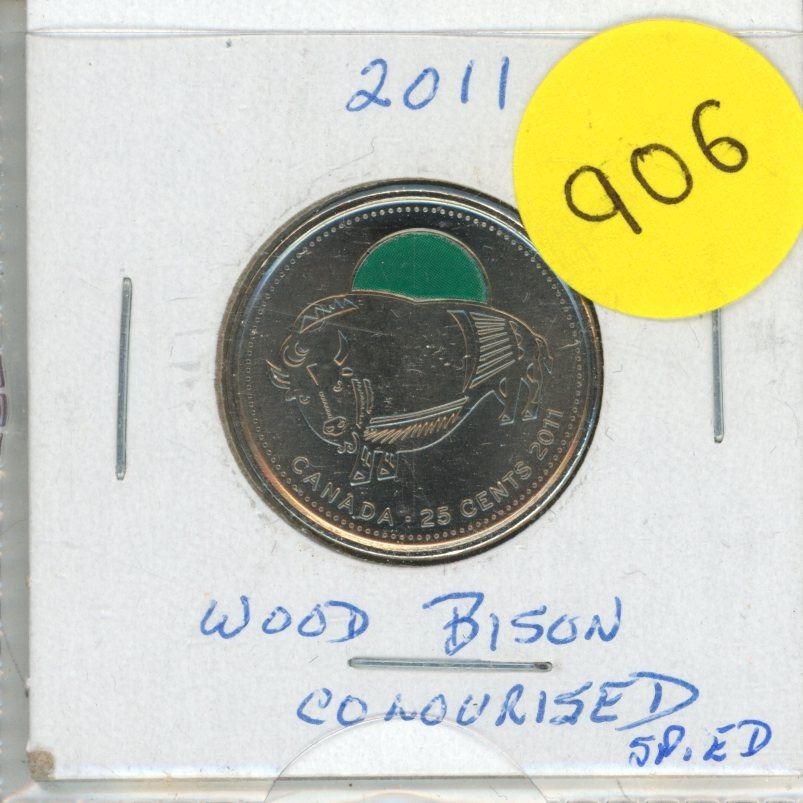 2011
906
CANADA • 25 CENTS 2011
WOOD BISON
COLOURISED
SP. ED